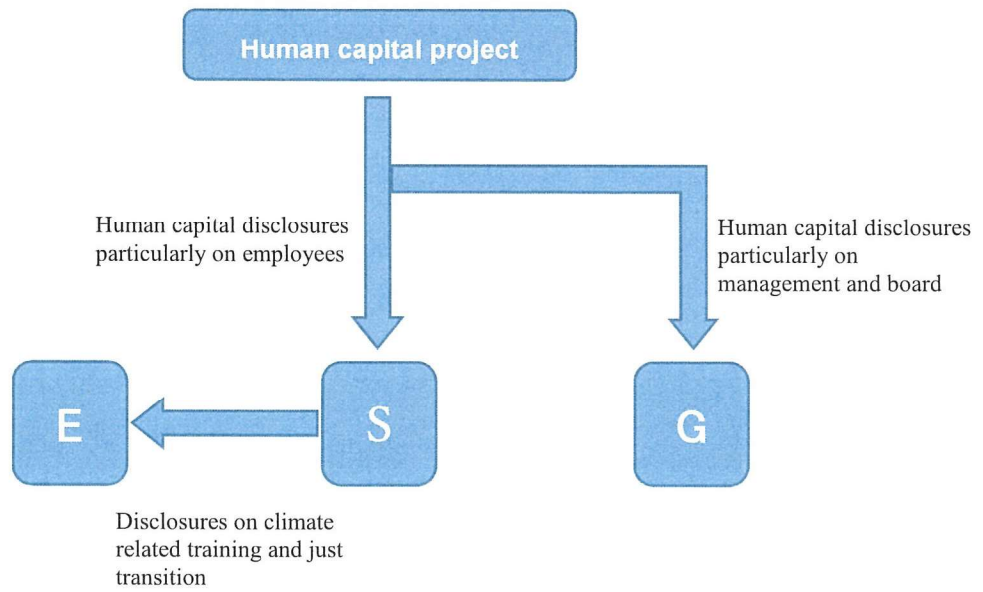 Human capital project
Human capital disclosures
particularly on employees
Human capital disclosures
particularly on
management and board
E
S
G
Disclosures on climate
related training and just
transition